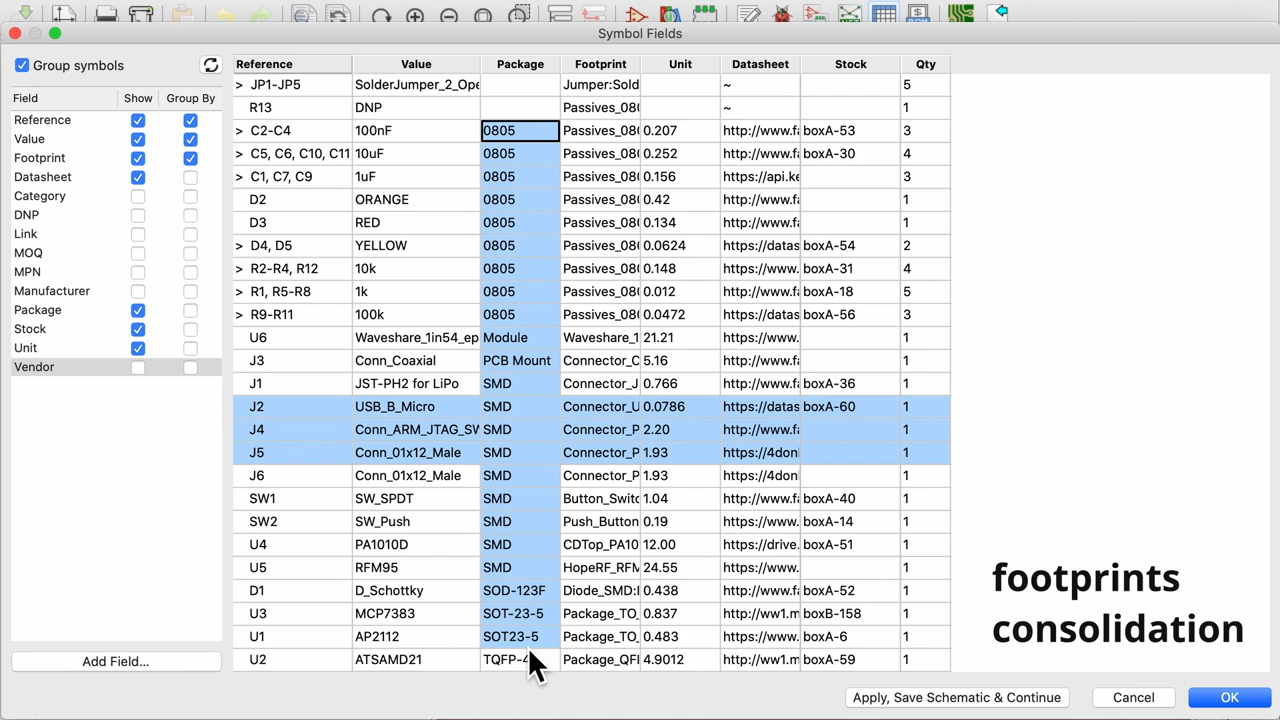 Symbol Fields
Group symbols
Field Show Group By
Reference
Value
Footprint
Datasheet
Category
DNP
Link
MOQ
MPN
Manufacturer
Package
Stock
Unit
Vendor
Add Field...
Reference Value Package Footprint Unit Datasheet Stock Qty
> JP1-JP5 SolderJumper_2_Ope Jumper:Sold ~ 5
R13 DNP Passives_080 ~ 1
> C2-C4 100nF 0805 Passives_080 0.207 http://www.fa boxA-53 3
> C5, C6, C10, C11 10uF 0805 Passives_080 0.252 http://www.fa boxA-30 4
> C1, C7, C9 1uF 0805 Passives_080 0.156 https://api.ke 3
D2 ORANGE 0805 Passives_080 0.42 http://www.fa 1
D3 RED 0805 Passives_080 0.134 http://www.fa 1
> D4, D5 YELLOW 0805 Passives_080 0.0624 https://datas boxA-54 2
> R2-R4, R12 10k 0805 Passives_080 0.148 https://www. boxA-31 4
> R1, R5-R8 1k 0805 Passives_080 0.012 http://www.fa boxA-18 5
> R9-R11 100k 0805 Passives_080 0.0472 https://datas boxA-56 3
U6 Waveshare_1in54_ep Module Waveshare_1 21.21 https://www. 1
J3 Conn_Coaxial PCB Mount Connector_C 5.16 http://www.fa 1
J1 JST-PH2 for LiPo SMD Connector_J 0.766 https://www. boxA-36 1
J2 USB_B_Micro SMD Connector_U 0.0786 https://datas boxA-60 1
J4 Conn_ARM_JTAG_SW SMD Connector_P 2.20 http://www.fa 1
J5 Conn_01x12_Male SMD Connector_P 1.93 https://4donl 1
J6 Conn_01x12_Male SMD Connector_P 1.93 https://4donl 1
SW1 SW_SPDT SMD Button_Switc 1.04 http://www.fa boxA-40 1
SW2 SW_Push SMD Push_Button 0.19 https://www. boxA-14 1
U4 PA1010D SMD CDTop_PA10 12.00 https://drive. boxA-51 1
U5 RFM95 SMD HopeRF_RFM 24.55 https://www. 1
D1 D_Schottky SOD-123F Diode_SMD: 0.438 http://www.fa boxA-52 1
U3 MCP7383 SOT-23-5 Package_TO_ 0.837 http://ww1.m boxB-158 1
U1 AP2112 SOT23-5 Package_TO_ 0.483 https://www. boxA-6 1
U2 ATSAMD21 TQFP-4 Package_QFI 4.9012 http://ww1.m boxA-59 1
footprints
consolidation
Apply, Save Schematic & Continue Cancel OK